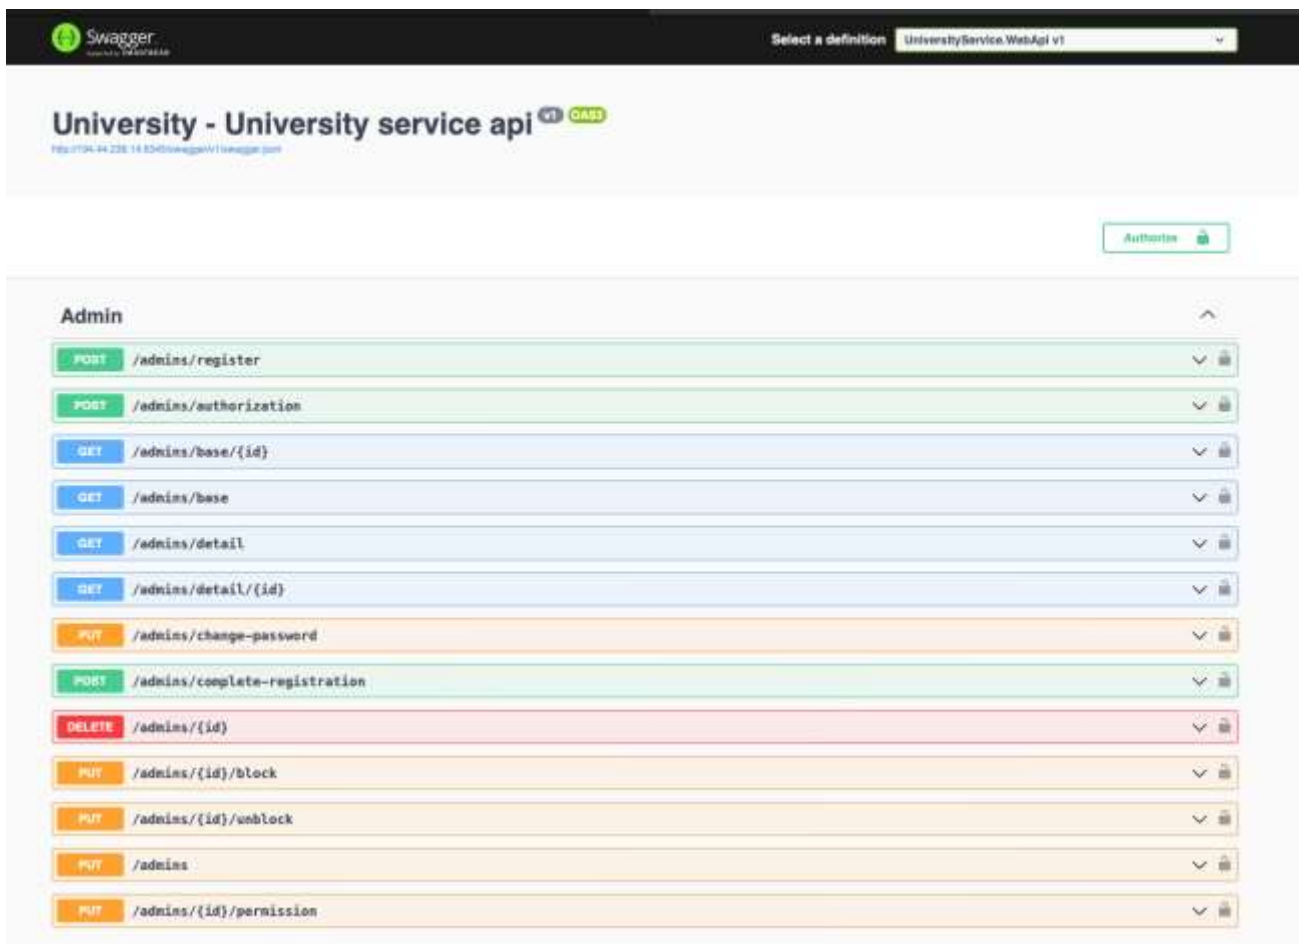 Swagger
Select a definition UniversityService.WebApi v1
University - University service api v1 OAS3
Authorize
Admin
POST /admins/register
POST /admins/authorization
GET /admins/base/{id}
GET /admins/base
GET /admins/detail
GET /admins/detail/{id}
PUT /admins/change-password
POST /admins/complete-registration
DELETE /admins/{id}
PUT /admins/{id}/block
PUT /admins/{id}/unblock
PUT /admins
PUT /admins/{id}/permission